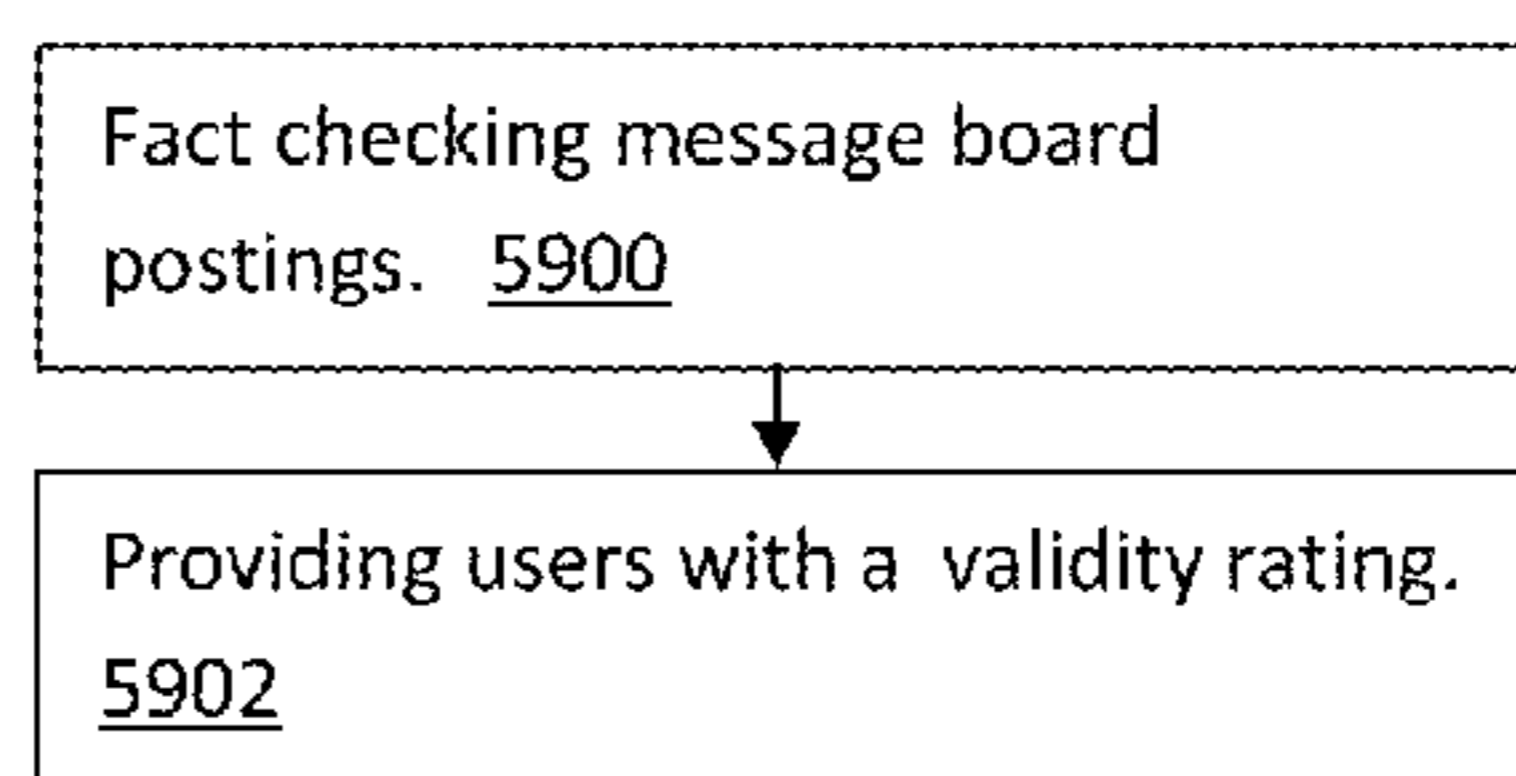 Fact checking message board
postings. 5900
Providing users with a validity rating.
5902